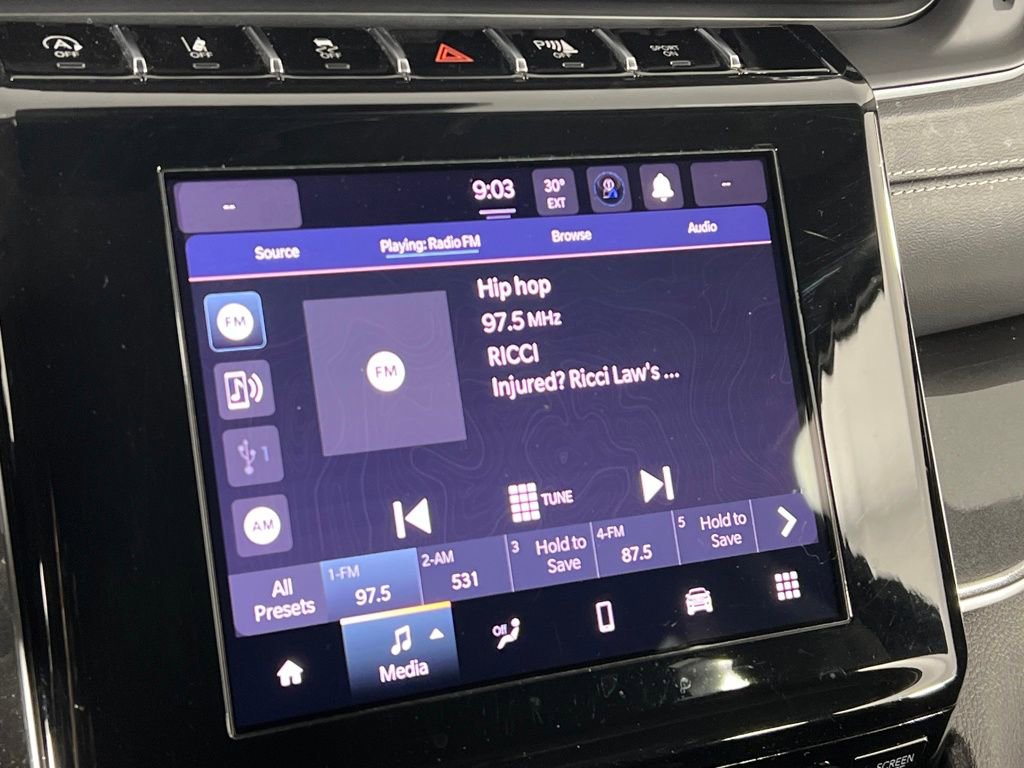 OFF
OFF
OFF
OFF
SPORT
ON
--
9:03
30°
EXT
--
Source
Playing: Radio FM
Browse
Audio
FM
FM
1
AM
Hip hop
97.5 MHz
RICCI
Injured? Ricci Law's ...
TUNE
All
Presets
1-FM
97.5
2-AM
531
3
Hold to
Save
4-FM
87.5
5
Hold to
Save
Media
Off
SCREEN